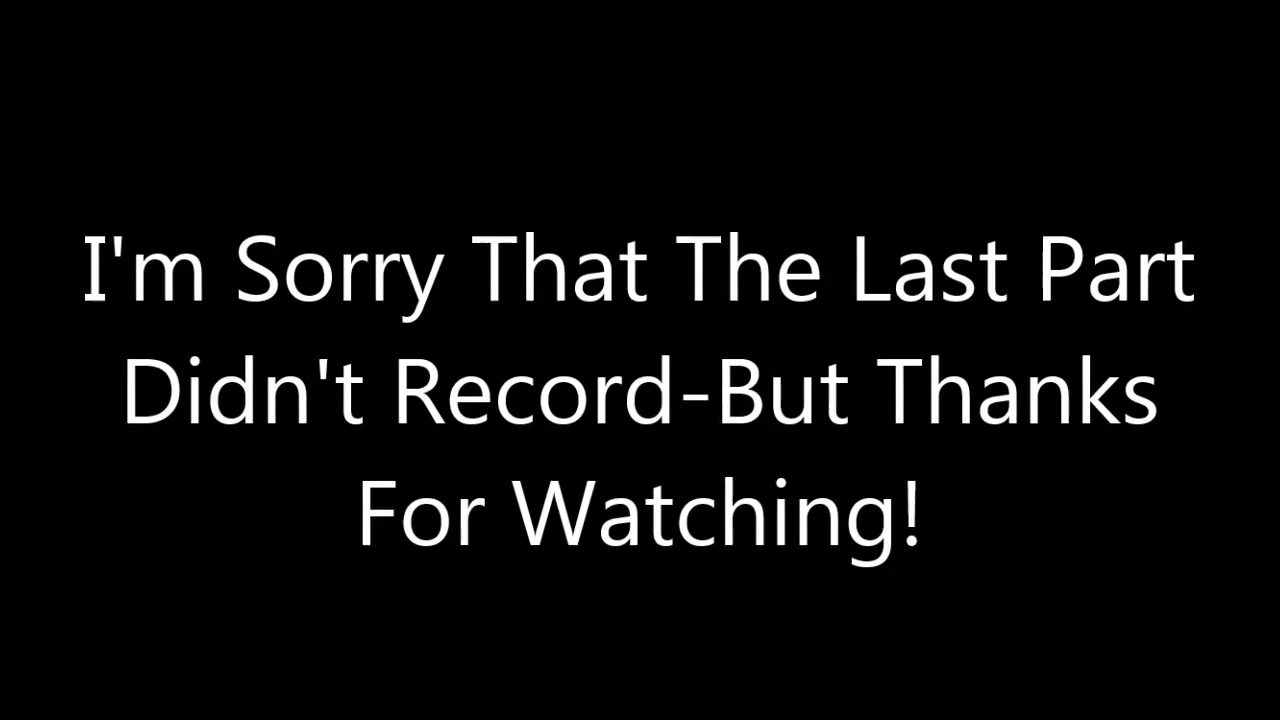 I'm Sorry That The Last Part
Didn't Record-But Thanks
For Watching!